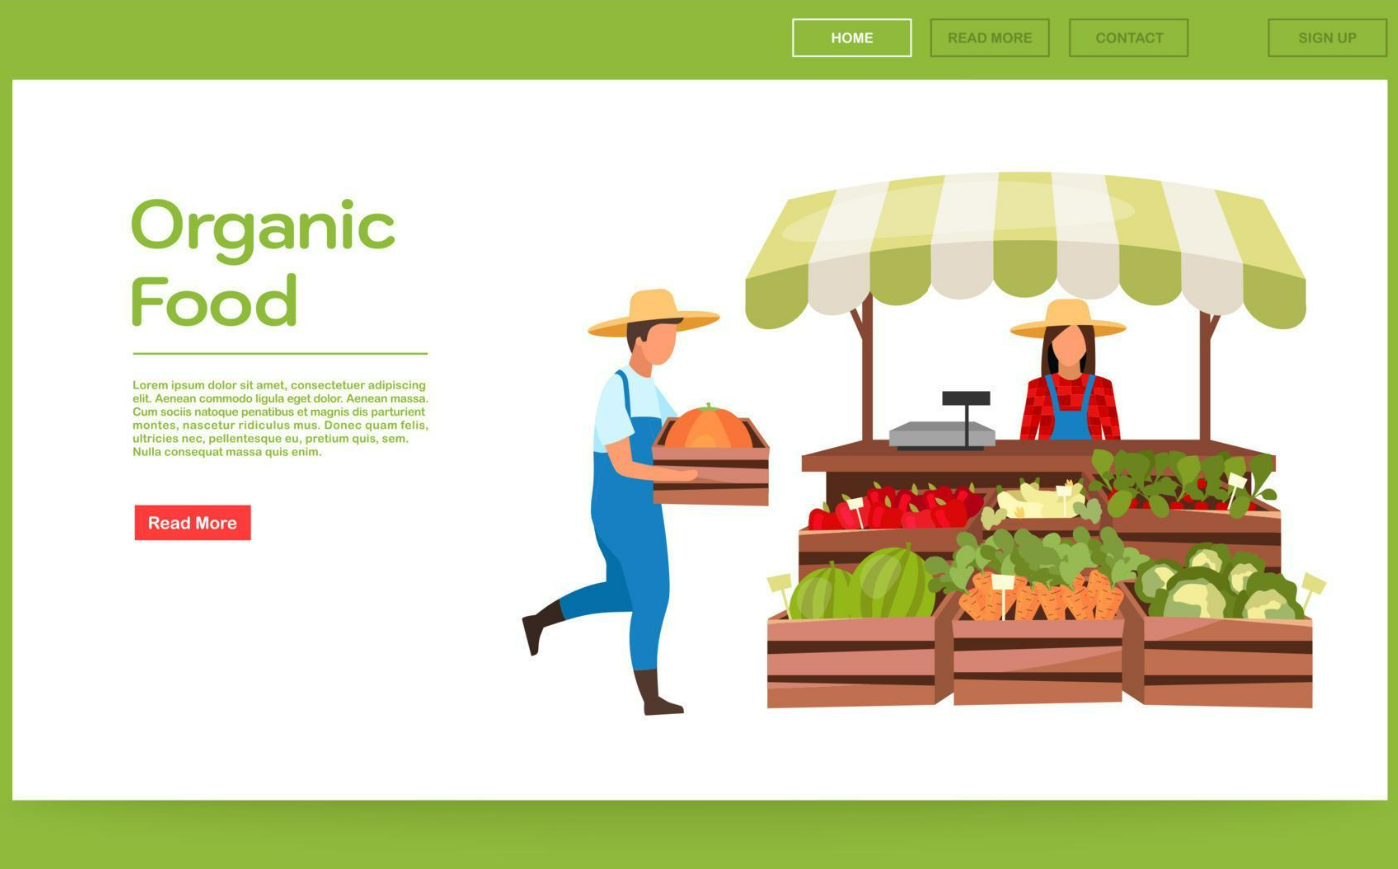 HOME
READ MORE
CONTACT
SIGN UP
Organic
Food
Lorem ipsum dolor sit amet, consectetuer adipiscing
elit. Aenean commodo ligula eget dolor. Aenean massa.
Cum sociis natoque penatibus et magnis dis parturient
montes, nascetur ridiculus mus. Donec quam felis,
ultricies nec, pellentesque eu, pretium quis, sem.
Nulla consequat massa quis enim.
Read More